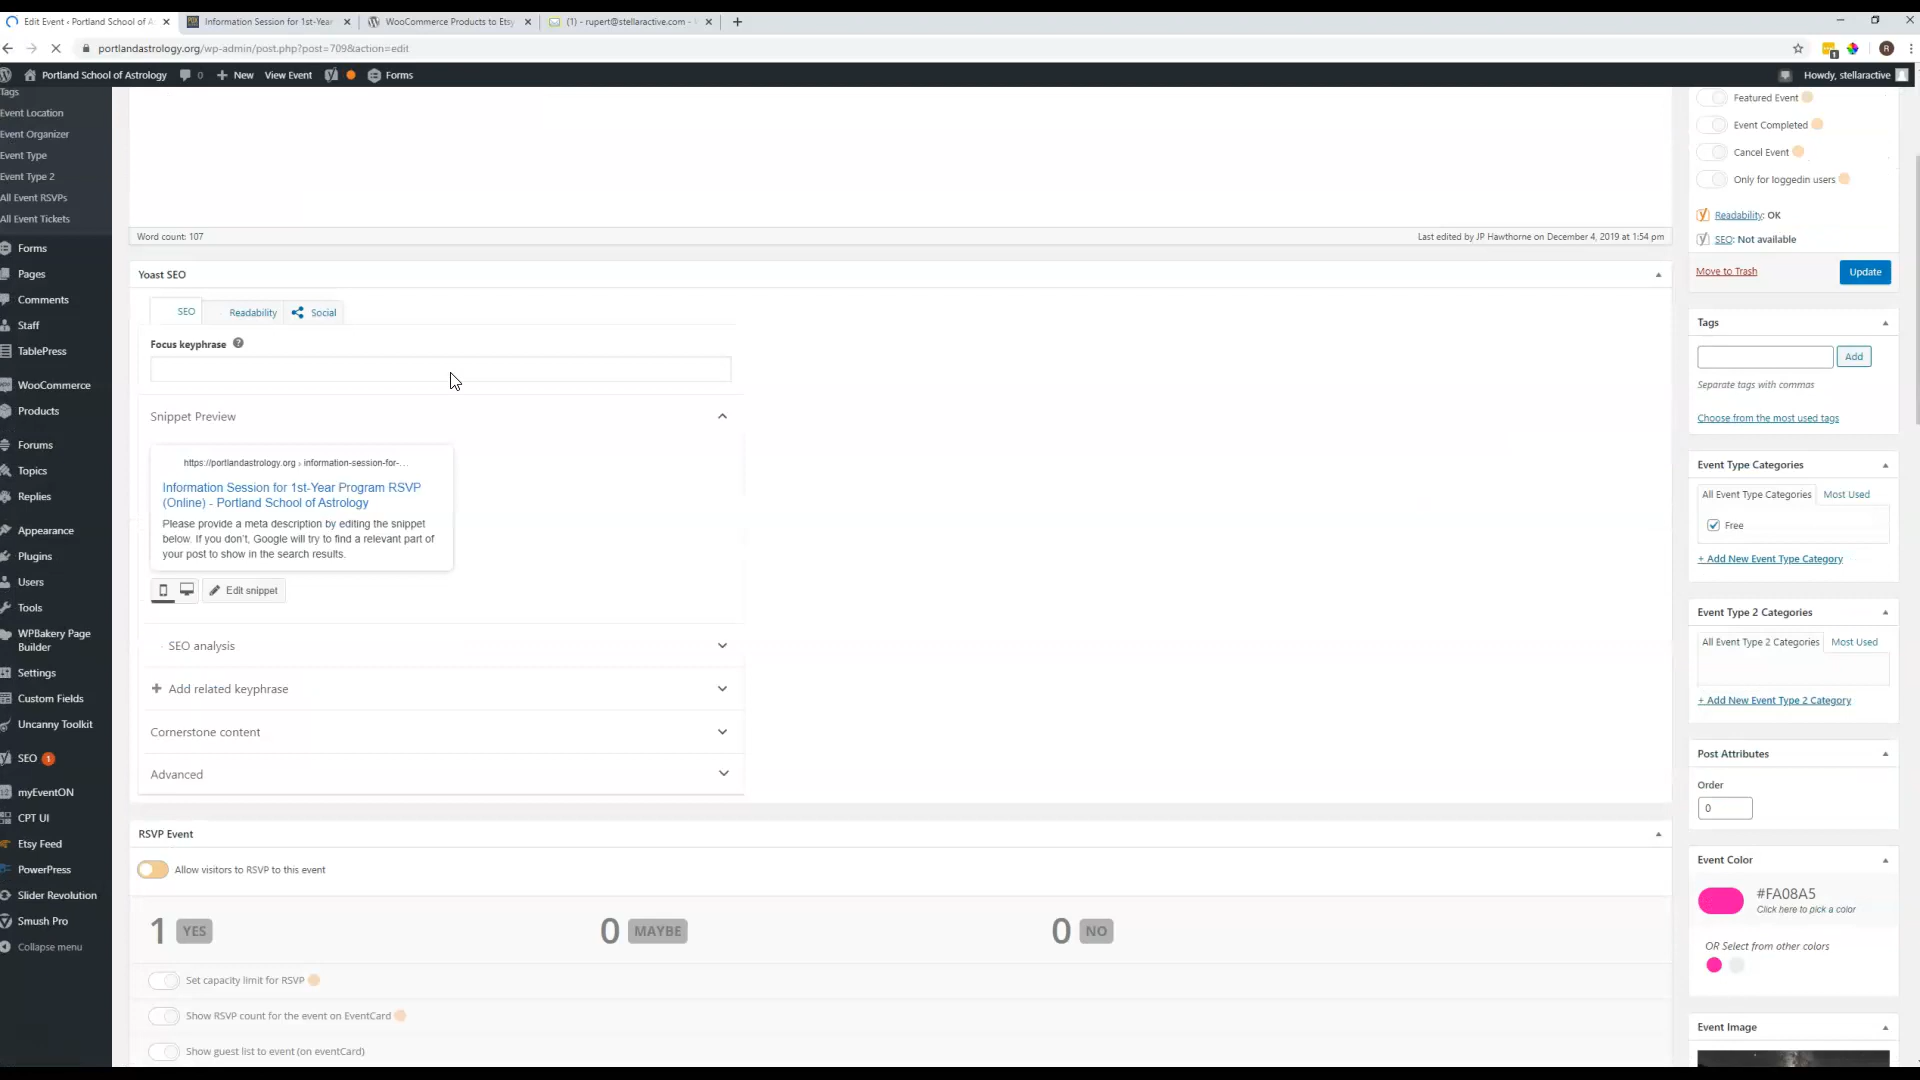 Edit Event ‹ Portland School of A
Information Session for 1st-Year
WooCommerce Products to Etsy
(1) - rupert@stellaractive.com -
portlandastrology.org/wp-admin/post.php?post=709&action=edit
R
Portland School of Astrology
0
New
View Event
Forms
Howdy, stellaractive
Tags
Event Location
Event Organizer
Event Type
Event Type 2
All Event RSVPs
All Event Tickets
Forms
Pages
Comments
Staff
TablePress
WooCommerce
Products
Forums
Topics
Replies
Appearance
Plugins
Users
Tools
WPBakery Page
Builder
Settings
Custom Fields
Uncanny Toolkit
SEO 1
myEventON
CPT UI
Etsy Feed
PowerPress
Slider Revolution
Smush Pro
Collapse menu
Word count: 107
Last edited by JP Hawthorne on December 4, 2019 at 1:54 pm
Yoast SEO
SEO
Readability
Social
Focus keyphrase
Snippet Preview
https://portlandastrology.org › information-session-for-...
Information Session for 1st-Year Program RSVP
(Online) - Portland School of Astrology
Please provide a meta description by editing the snippet
below. If you don't, Google will try to find a relevant part of
your post to show in the search results.
Edit snippet
SEO analysis
Add related keyphrase
Cornerstone content
Advanced
RSVP Event
Allow visitors to RSVP to this event
1 YES
0 MAYBE
0 NO
Set capacity limit for RSVP
Show RSVP count for the event on EventCard
Show guest list to event (on eventCard)
Featured Event
Event Completed
Cancel Event
Only for loggedin users
Readability: OK
SEO: Not available
Move to Trash
Update
Tags
Add
Separate tags with commas
Choose from the most used tags
Event Type Categories
All Event Type Categories
Most Used
Free
+ Add New Event Type Category
Event Type 2 Categories
All Event Type 2 Categories
Most Used
+ Add New Event Type 2 Category
Post Attributes
Order
0
Event Color
#FA08A5
Click here to pick a color
OR Select from other colors
Event Image